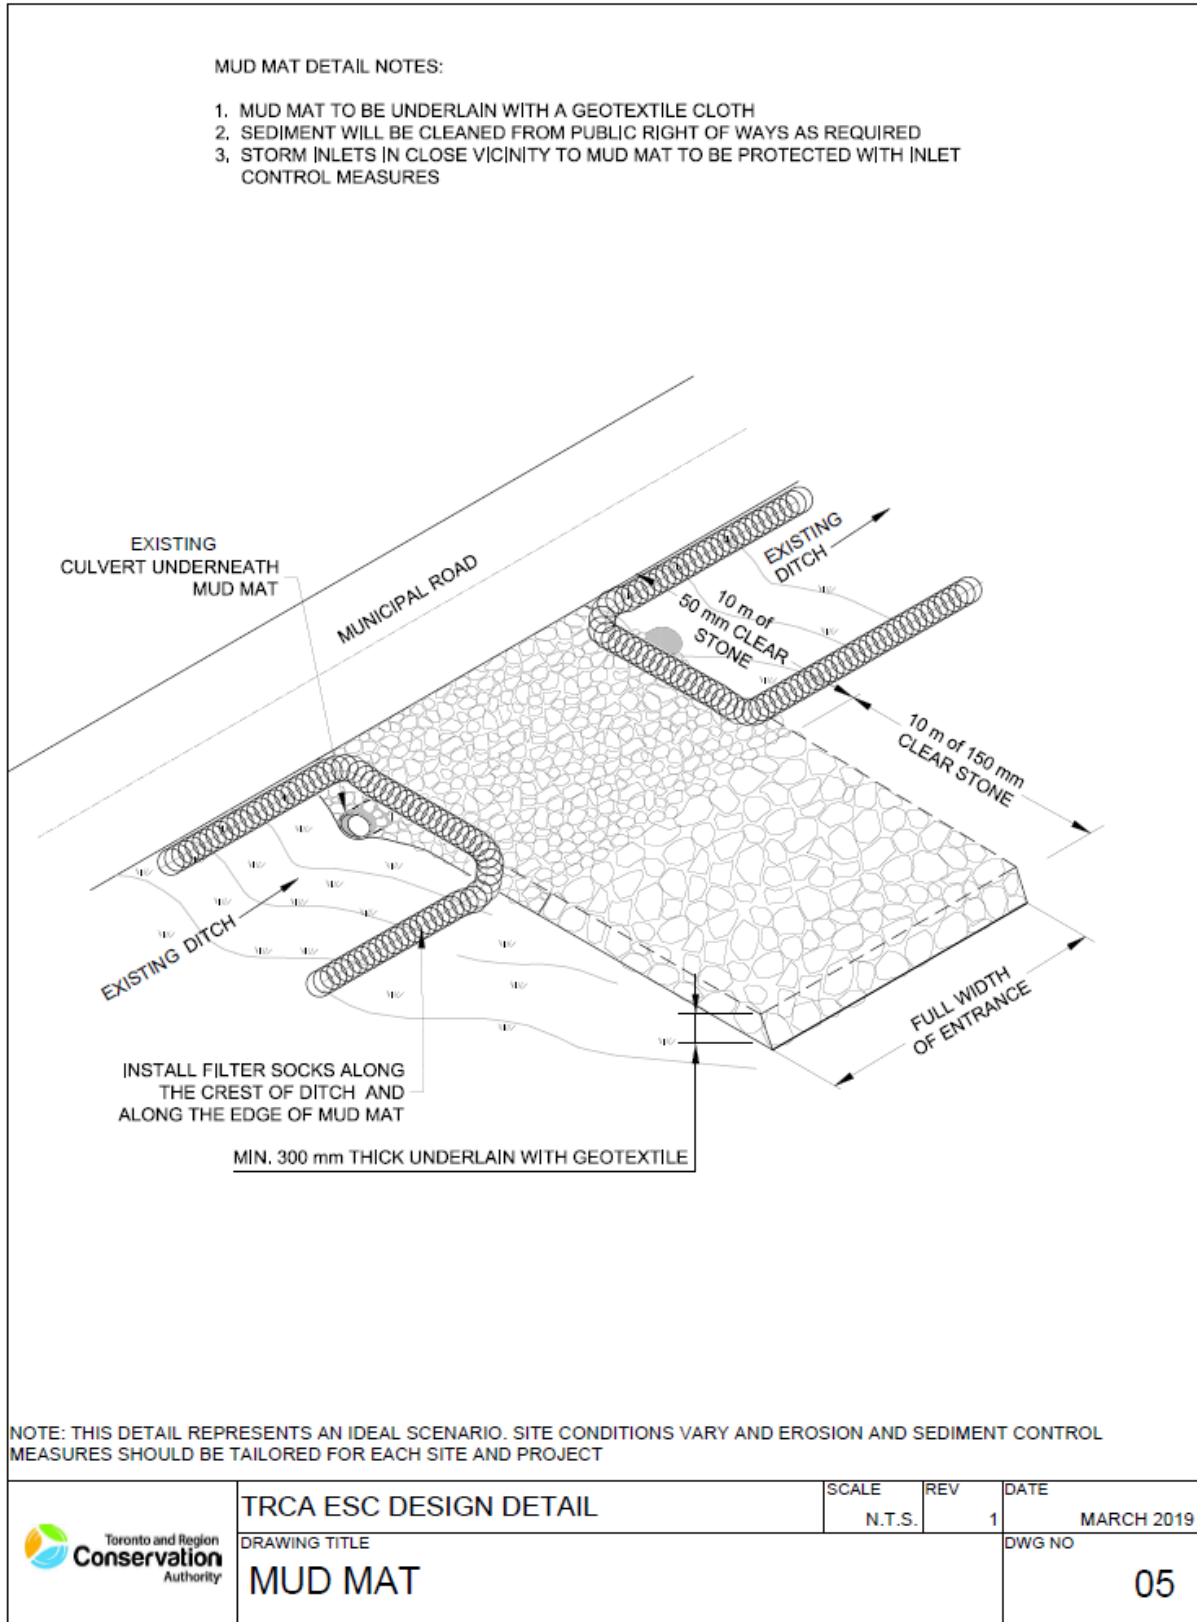 MUD MAT DETAIL NOTES:
1. MUD MAT TO BE UNDERLAIN WITH A GEOTEXTILE CLOTH
2. SEDIMENT WILL BE CLEANED FROM PUBLIC RIGHT OF WAYS AS REQUIRED
3. STORM INLETS IN CLOSE VICINITY TO MUD MAT TO BE PROTECTED WITH INLET
CONTROL MEASURES
EXISTING
CULVERT UNDERNEATH
MUD MAT
MUNICIPAL ROAD
EXISTING
DITCH
10 m of
50 mm CLEAR
STONE
10 m of 150 mm
CLEAR STONE
EXISTING DITCH
FULL WIDTH
OF ENTRANCE
INSTALL FILTER SOCKS ALONG
THE CREST OF DITCH AND
ALONG THE EDGE OF MUD MAT
MIN. 300 mm THICK UNDERLAIN WITH GEOTEXTILE
NOTE: THIS DETAIL REPRESENTS AN IDEAL SCENARIO. SITE CONDITIONS VARY AND EROSION AND SEDIMENT CONTROL
MEASURES SHOULD BE TAILORED FOR EACH SITE AND PROJECT
Toronto and Region
Conservation
Authority
TRCA ESC DESIGN DETAIL
SCALE
N.T.S.
REV
1
DATE
MARCH 2019
DRAWING TITLE
MUD MAT
DWG NO
05